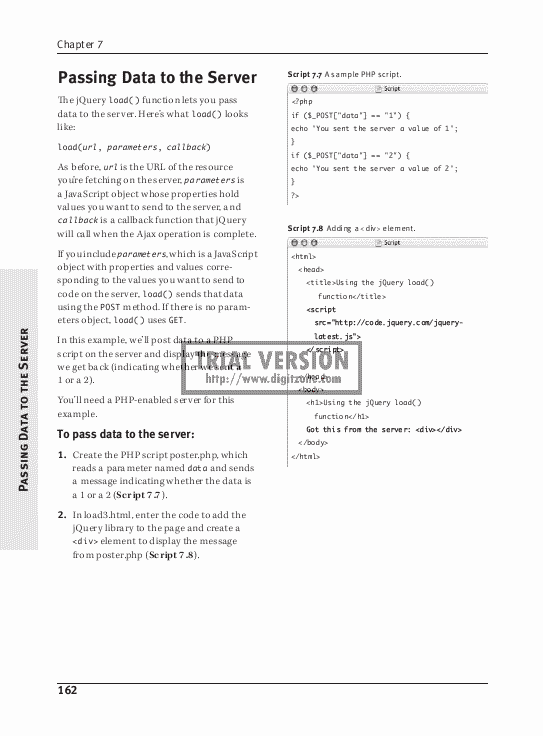 Chapter 7
Passing Data to the Server
The jQuery load() function lets you pass
data to the server. Here's what load() looks
like:
load(url, parameters, callback)
As before, url is the URL of the resource
you're fetching on the server, parameters is
a JavaScript object whose properties hold
values you want to send to the server, and
callback is a callback function that jQuery
will call when the Ajax operation is complete.
If you include parameters, which is a JavaScript
object with properties and values corre-
sponding to the values you want to send to
code on the server, load() sends that data
using the POST method. If there is no param-
eters object, load() uses GET.
In this example, we'll post data to a PHP
script on the server and display the message
we get back (indicating whether we sent a
1 or a 2).
You'll need a PHP-enabled server for this
example.
To pass data to the server:
1. Create the PHP script poster.php, which
reads a parameter named data and sends
a message indicating whether the data is
a 1 or a 2 (Script 7.7).
2. In load3.html, enter the code to add the
jQuery library to the page and create a
<div> element to display the message
from poster.php (Script 7.8).
Script 7.7 A sample PHP script.
Script
<?php
if ($_POST["data"] == "1") {
echo 'You sent the server a value of 1';
}
if ($_POST["data"] == "2") {
echo 'You sent the server a value of 2';
}
?>
Script 7.8 Adding a <div> element.
Script
<html>
<head>
<title>Using the jQuery load()
function</title>
<script
src="http://code.jquery.com/jquery-
latest.js">
</script>
</head>
<body>
<h1>Using the jQuery load()
function</h1>
Got this from the server: <div></div>
</body>
</html>
TRIAL VERSION
http://www.digitzone.com
Passing Data to the Server
162